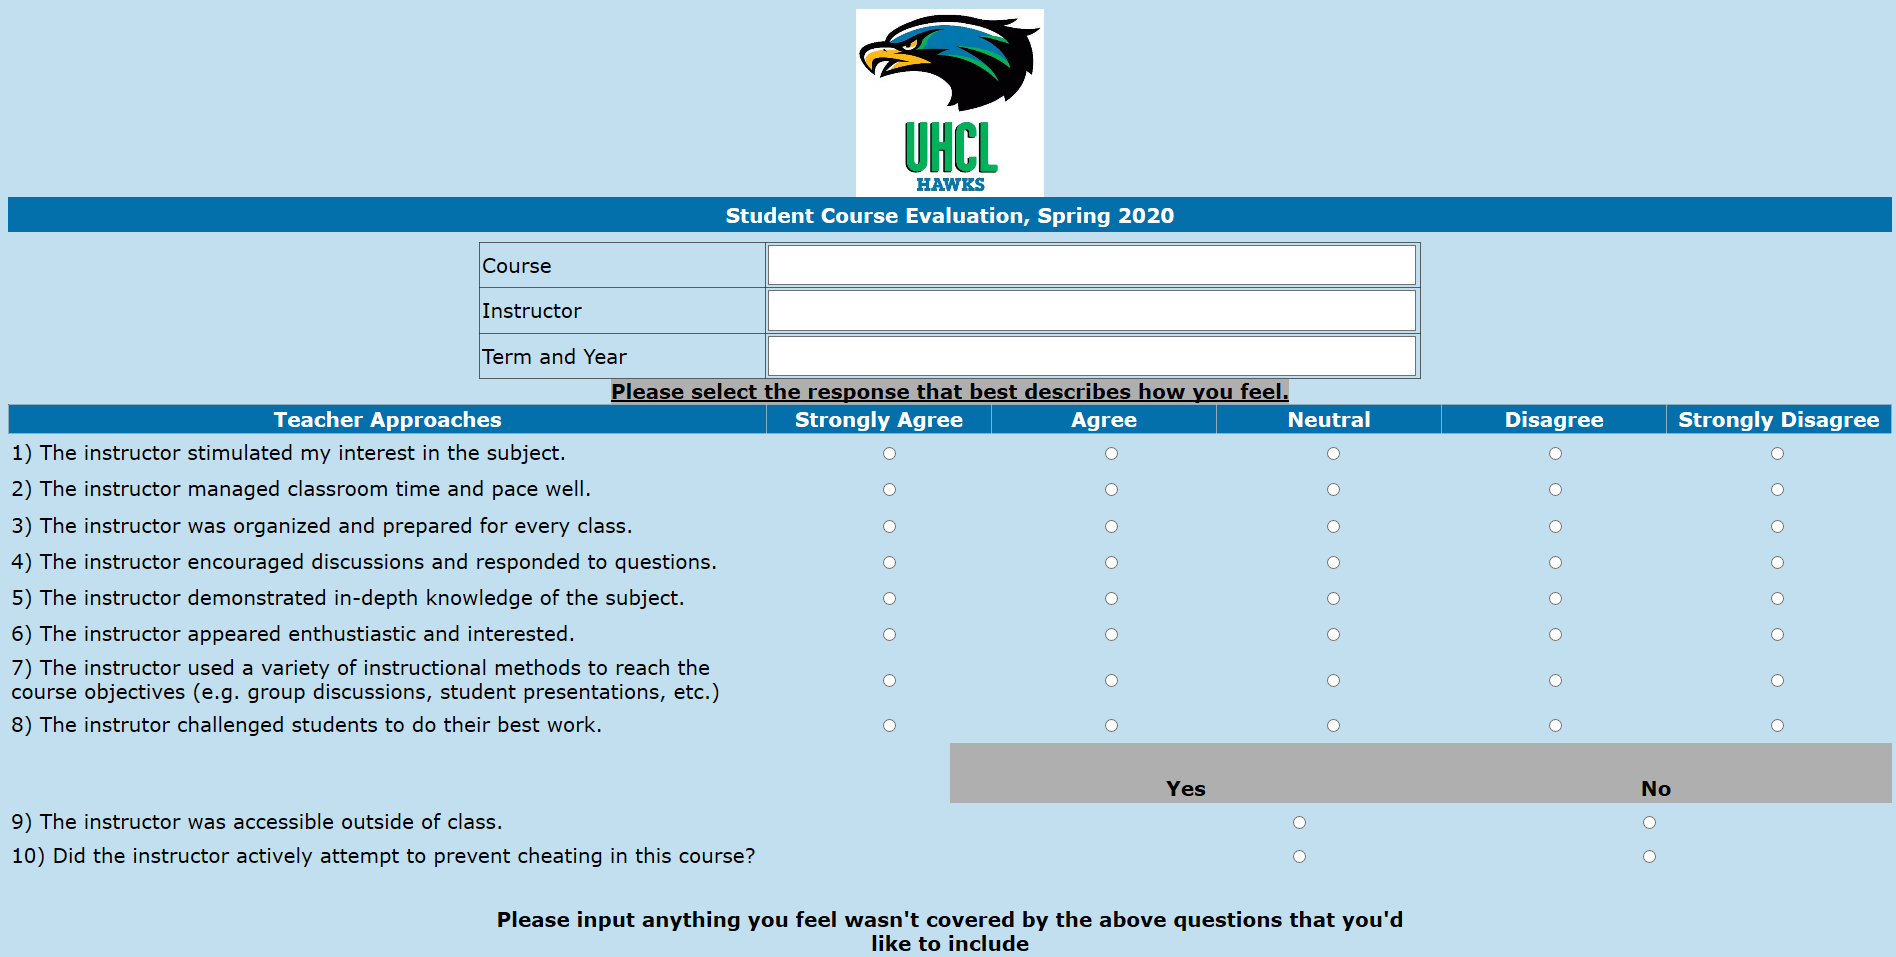 UHCL
HAWKS
Student Course Evaluation, Spring 2020
Course
Instructor
Term and Year
Please select the response that best describes how you feel.
Teacher Approaches Strongly Agree Agree Neutral Disagree Strongly Disagree
1) The instructor stimulated my interest in the subject.
2) The instructor managed classroom time and pace well.
3) The instructor was organized and prepared for every class.
4) The instructor encouraged discussions and responded to questions.
5) The instructor demonstrated in-depth knowledge of the subject.
6) The instructor appeared enthustiastic and interested.
7) The instructor used a variety of instructional methods to reach the
course objectives (e.g. group discussions, student presentations, etc.)
8) The instrutor challenged students to do their best work.
Yes No
9) The instructor was accessible outside of class.
10) Did the instructor actively attempt to prevent cheating in this course?
Please input anything you feel wasn't covered by the above questions that you'd
like to include